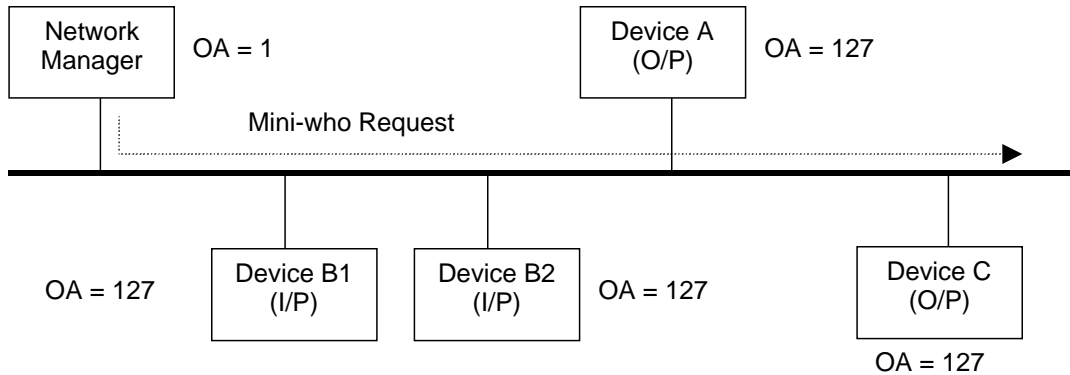 Network
Manager
OA = 1
Device A
(O/P)
OA = 127
Mini-who Request
OA = 127
Device B1
(I/P)
Device B2
(I/P)
OA = 127
Device C
(O/P)
OA = 127